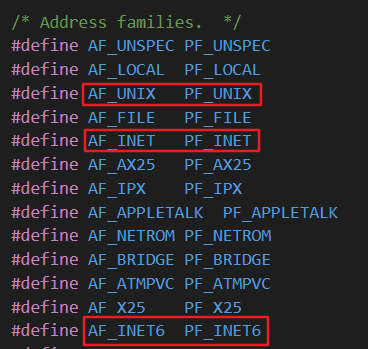 /* Address families.  */
#define AF_UNSPEC PF_UNSPEC
#define AF_LOCAL PF_LOCAL
#define AF_UNIX PF_UNIX
#define AF_FILE PF_FILE
#define AF_INET PF_INET
#define AF_AX25 PF_AX25
#define AF_IPX PF_IPX
#define AF_APPLETALK PF_APPLETALK
#define AF_NETROM PF_NETROM
#define AF_BRIDGE PF_BRIDGE
#define AF_ATMPVC PF_ATMPVC
#define AF_X25 PF_X25
#define AF_INET6 PF_INET6